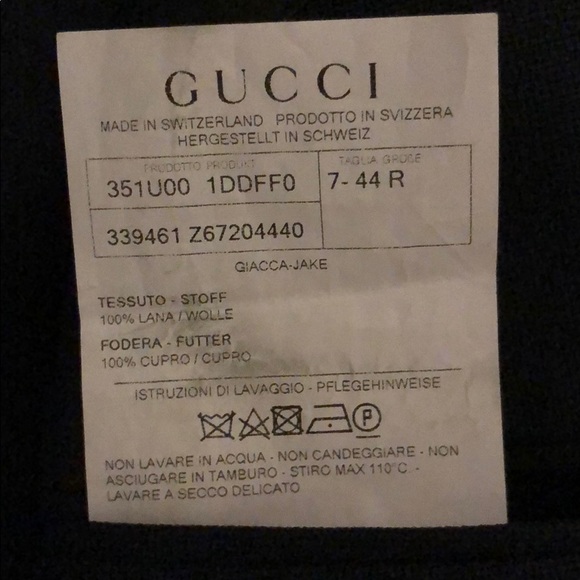 GUCCI
MADE IN SWITZERLAND PRODOTTO IN SVIZZERA
HERGESTELLT IN SCHWEIZ
PRODOTTO PRODUKT TAGLIA GRÖßE
351U00 1DDFF0 7- 44 R
339461 Z67204440
GIACCA-JAKE
TESSUTO - STOFF
100% LANA / WOLLE
FODERA - FUTTER
100% CUPRO / CUPRO
ISTRUZIONI DI LAVAGGIO - PFLEGEHINWEISE
P
NON LAVARE IN ACQUA - NON CANDEGGIARE - NON
ASCIUGARE IN TAMBURO - STIRO MAX 110°C. -
LAVARE A SECCO DELICATO